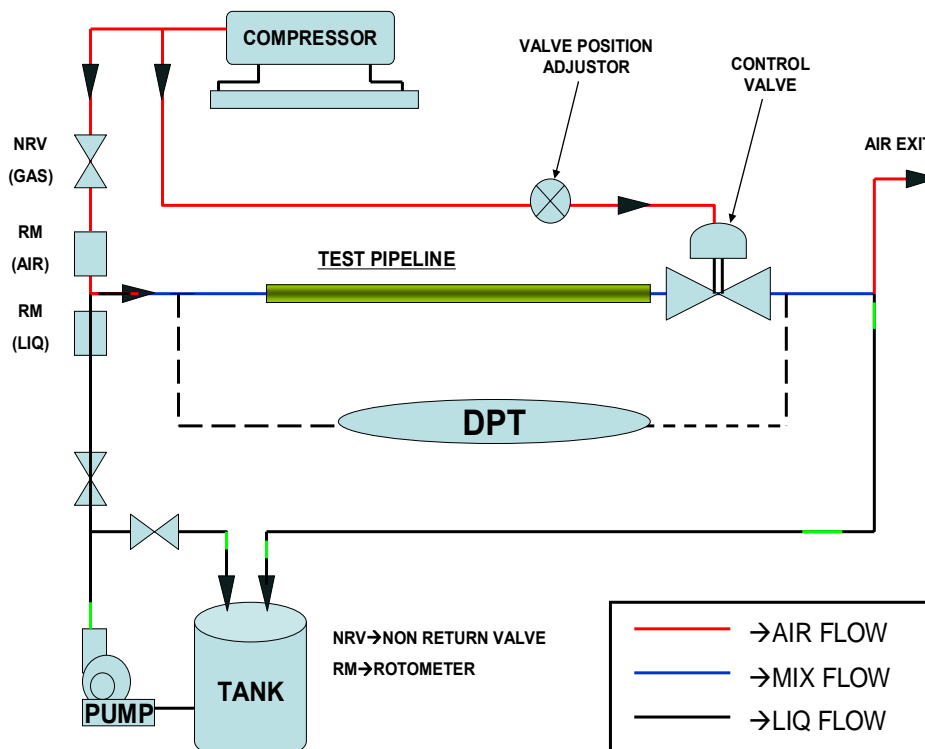 COMPRESSOR
VALVE POSITION
ADJUSTOR
CONTROL
VALVE
NRV
(GAS)
AIR EXIT
RM
(AIR)
TEST PIPELINE
RM
(LIQ)
DPT
NRV→NON RETURN VALVE
RM→ROTOMETER
TANK
PUMP
→AIR FLOW
→MIX FLOW
→LIQ FLOW